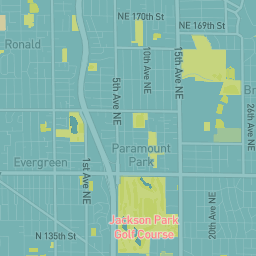 NE 170th St
NE 169th St
Ronald
10th Ave NE
15th Ave NE
5th Ave NE
26th Ave NE
Br
Paramount
Park
Evergreen
1st Ave NE
20th Ave NE
Jackson Park
Golf Course
N 135th St